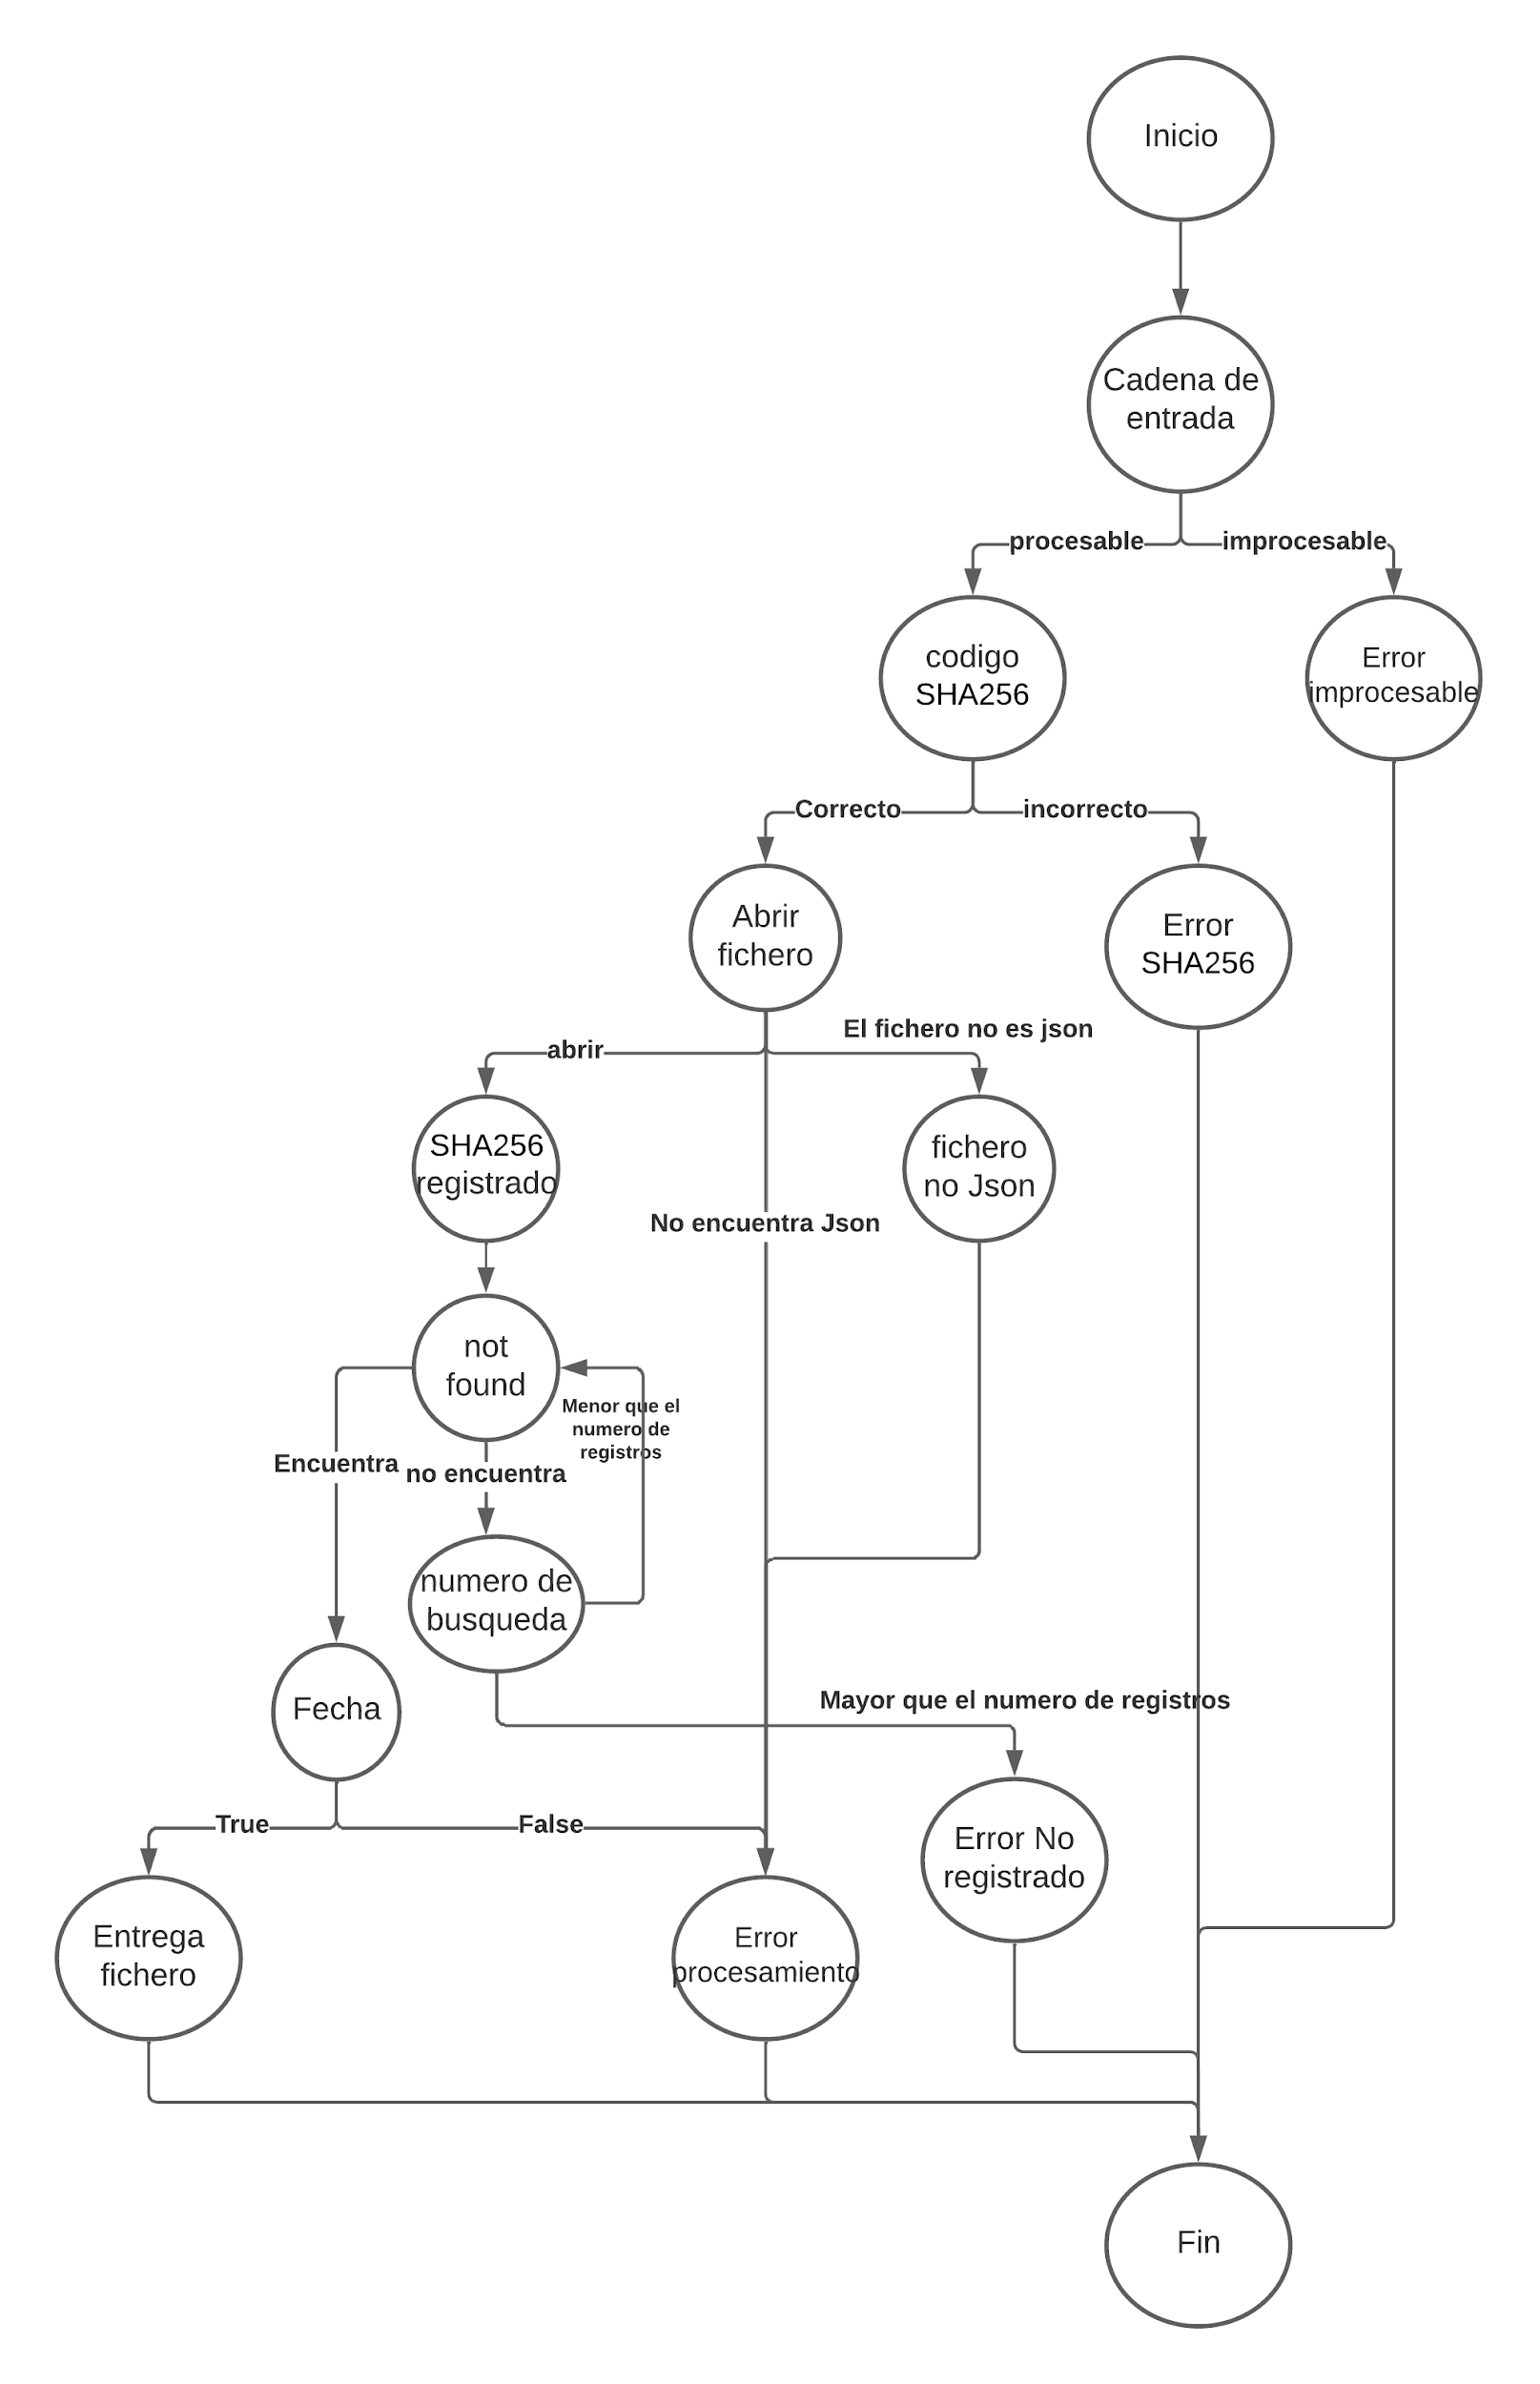 Inicio
Cadena de
entrada
procesable
improcesable
codigo
SHA256
Error
improcesable
Correcto
incorrecto
Abrir
fichero
Error
SHA256
El fichero no es json
abrir
SHA256
registrado
fichero
no Json
No encuentra Json
not
found
Menor que el
numero de
registros
Encuentra
no encuentra
numero de
busqueda
Fecha
Mayor que el numero de registros
True
False
Error No
registrado
Entrega
fichero
Error
procesamiento
Fin